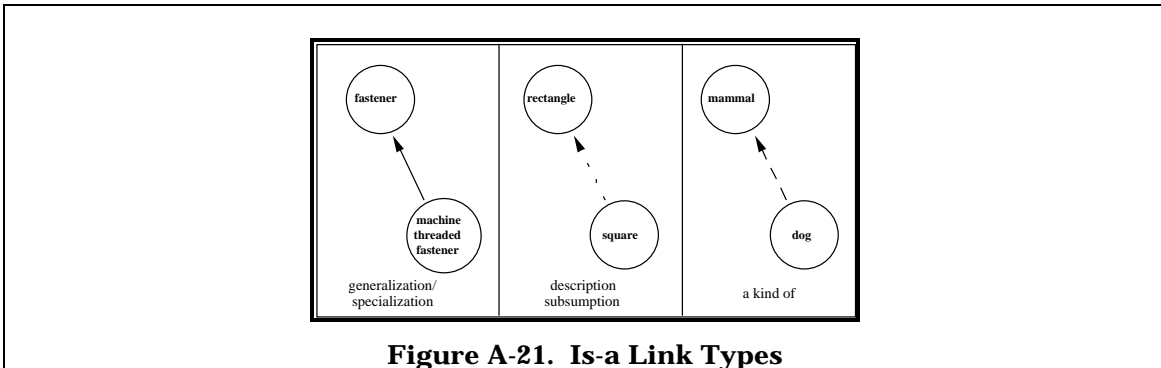 fastener
machine
threaded
fastener
generalization/
specialization
rectangle
square
description
subsumption
mammal
dog
a kind of
Figure A-21. Is-a Link Types